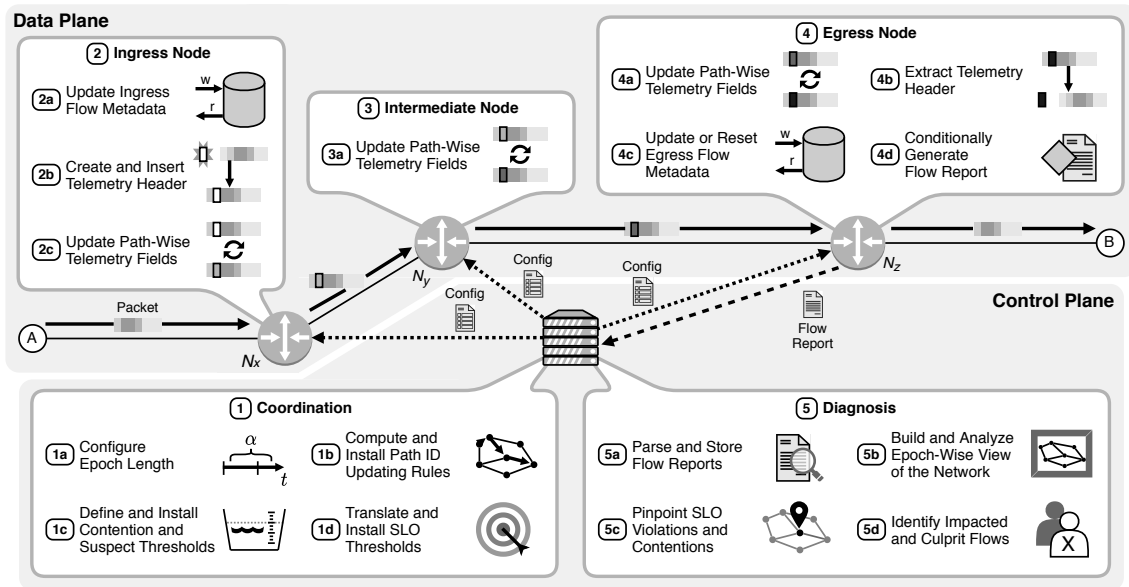 Data Plane
2 Ingress Node
2a Update Ingress
Flow Metadata
w
r
2b Create and Insert
Telemetry Header
2c Update Path-Wise
Telemetry Fields
3 Intermediate Node
3a Update Path-Wise
Telemetry Fields
4 Egress Node
4a Update Path-Wise
Telemetry Fields
4b Extract Telemetry
Header
4c Update or Reset
Egress Flow
Metadata
w
r
4d Conditionally
Generate
Flow Report
A
Packet
Nx
Ny
Nz
B
Config
Config
Config
Flow
Report
Control Plane
1 Coordination
1a Configure
Epoch Length
α
t
1b Compute and
Install Path ID
Updating Rules
1c Define and Install
Contention and
Suspect Thresholds
1d Translate and
Install SLO
Thresholds
5 Diagnosis
5a Parse and Store
Flow Reports
5b Build and Analyze
Epoch-Wise View
of the Network
5c Pinpoint SLO
Violations and
Contentions
5d Identify Impacted
and Culprit Flows
X